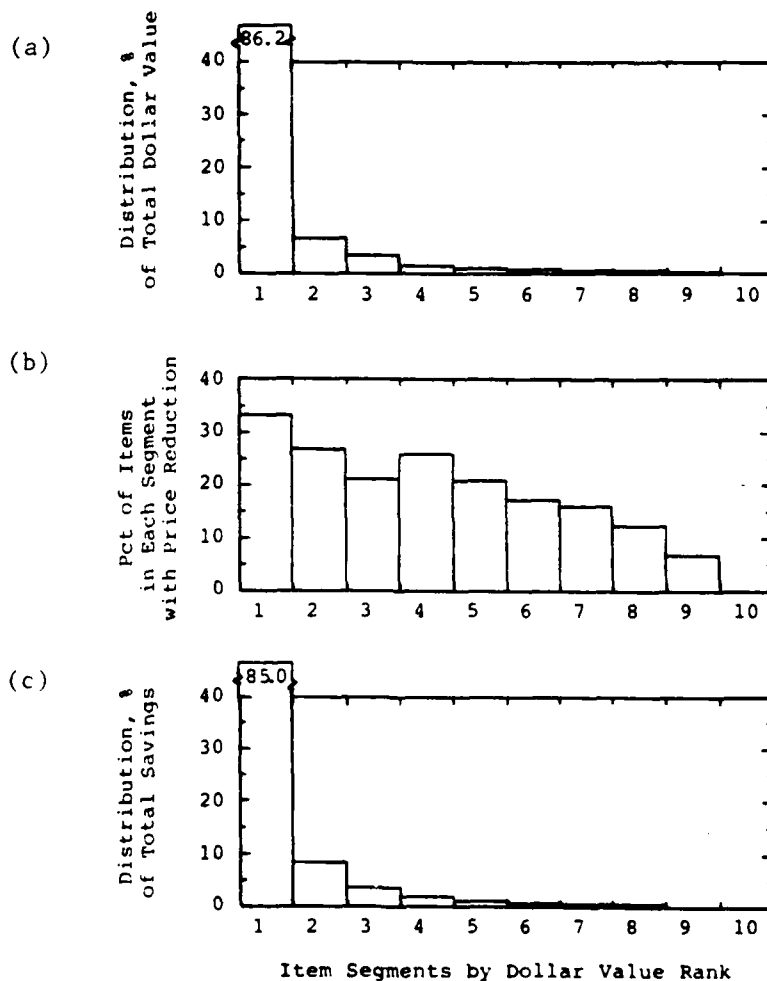 (a)
Distribution, %
of Total Dollar Value
86.2
40
30
20
10
0
1 2 3 4 5 6 7 8 9 10
(b)
Pct of Items
in Each Segment
with Price Reduction
40
30
20
10
0
1 2 3 4 5 6 7 8 9 10
(c)
Distribution, %
of Total Savings
85.0
40
30
20
10
0
1 2 3 4 5 6 7 8 9 10
Item Segments by Dollar Value Rank